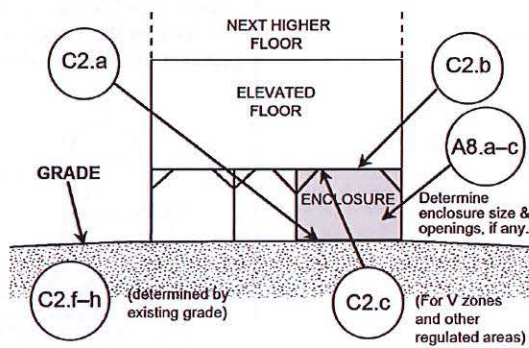 NEXT HIGHER
FLOOR
C2.a
C2.b
ELEVATED
FLOOR
A8.a–c
GRADE
ENCLOSURE
Determine
enclosure size &
openings, if any.
C2.f–h
(determined by
existing grade)
C2.c
(For V zones
and other
regulated areas)